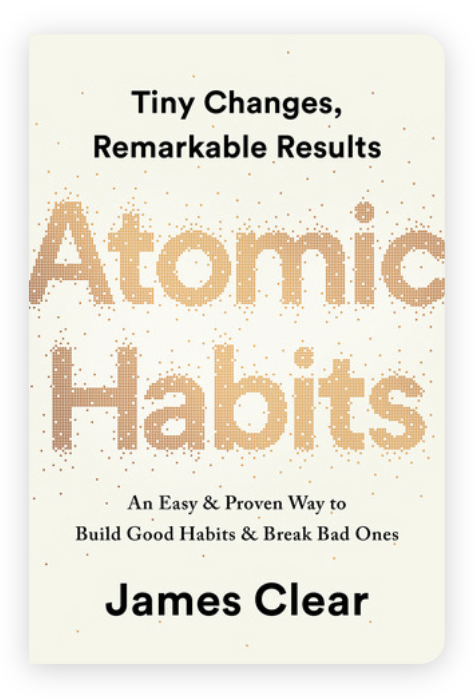 Tiny Changes,
Remarkable Results
Atomic
Habits
An Easy & Proven Way to
Build Good Habits & Break Bad Ones
James Clear